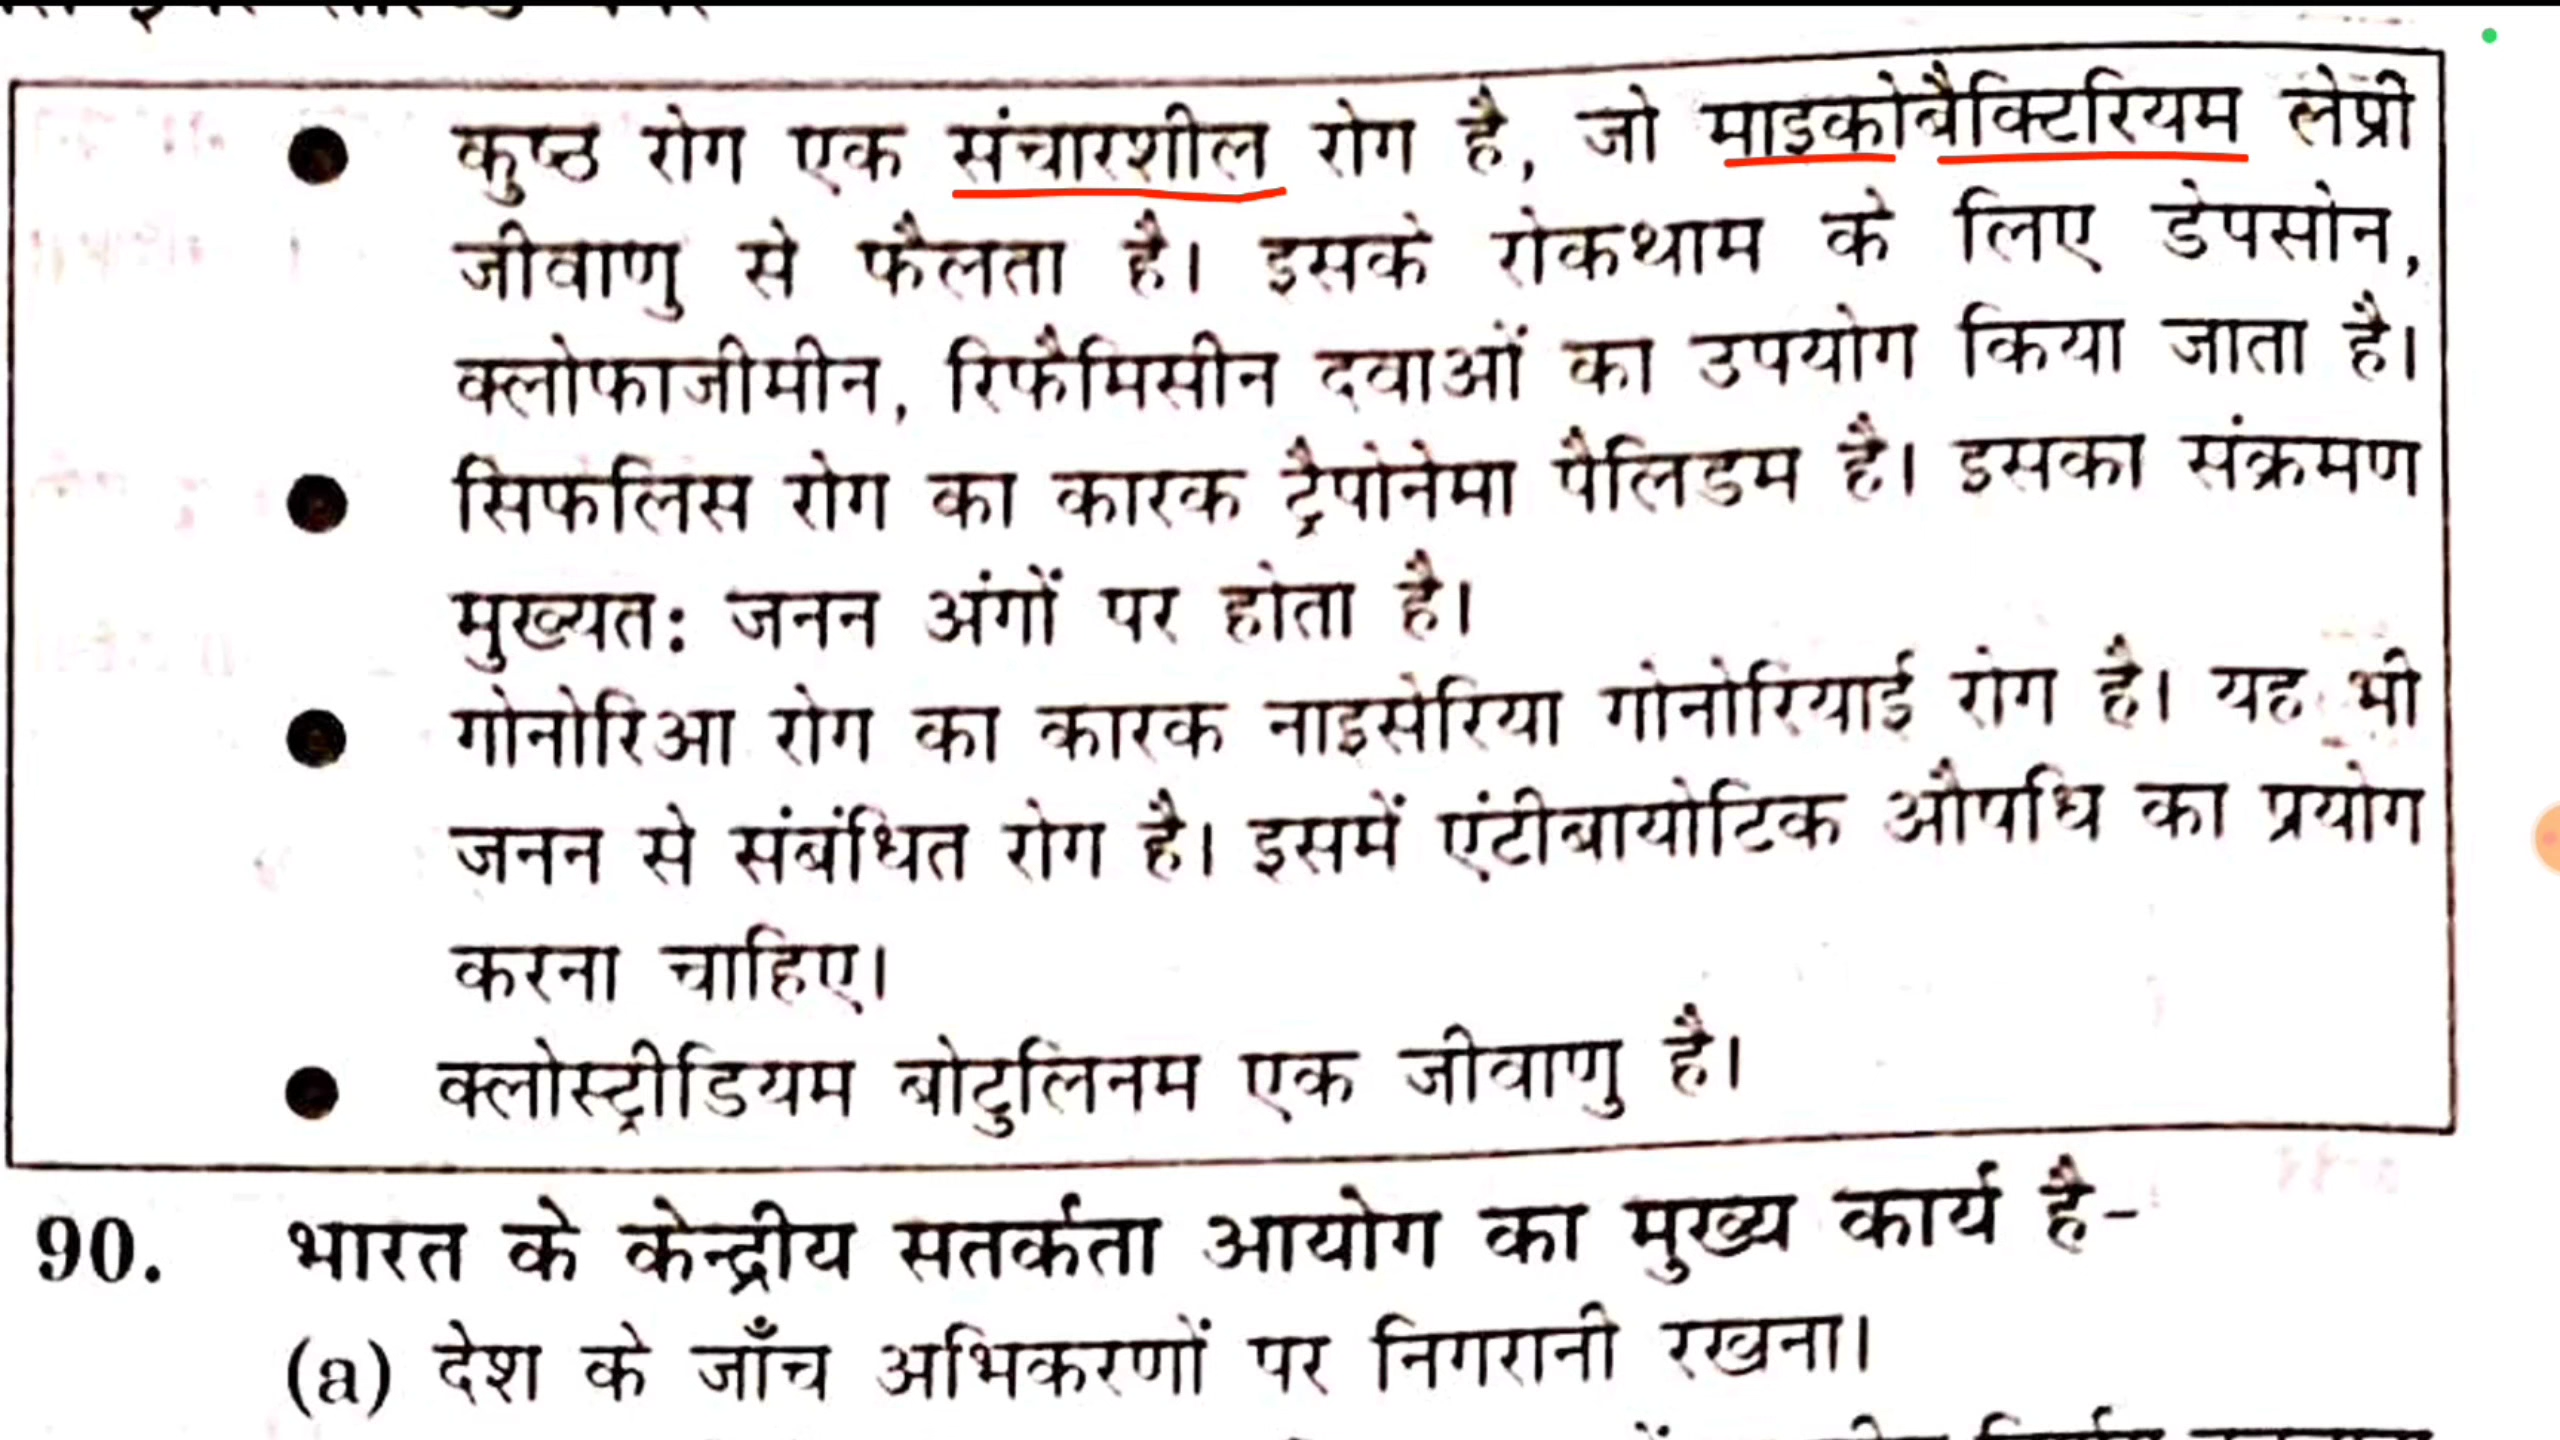 कुष्ठ रोग एक संचारशील रोग है, जो माइकोबैक्टिरियम लेप्री
जीवाणु से फैलता है। इसके रोकथाम के लिए डेपसोन,
क्लोफाजीमीन, रिफैमिसीन दवाओं का उपयोग किया जाता है।
सिफलिस रोग का कारक ट्रैपोनेमा पैलिडम है। इसका संक्रमण
मुख्यत: जनन अंगों पर होता है।
गोनोरिआ रोग का कारक नाइसेरिया गोनोरियाई रोग है। यह भी
जनन से संबंधित रोग है। इसमें एंटीबायोटिक औषधि का प्रयोग
करना चाहिए।
क्लोस्ट्रीडियम बोटुलिनम एक जीवाणु है।
90. भारत के केन्द्रीय सतर्कता आयोग का मुख्य कार्य है-
(a) देश के जाँच अभिकरणों पर निगरानी रखना।